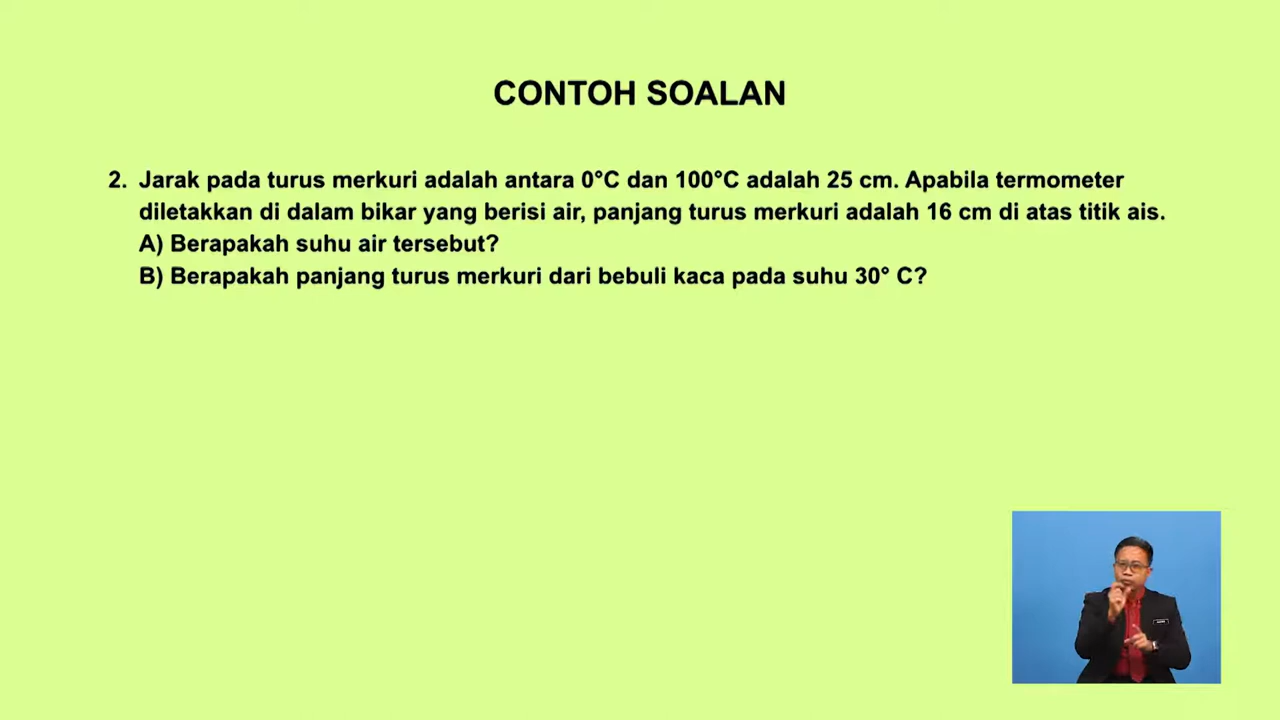 CONTOH SOALAN
2. Jarak pada turus merkuri adalah antara 0°C dan 100°C adalah 25 cm. Apabila termometer
diletakkan di dalam bikar yang berisi air, panjang turus merkuri adalah 16 cm di atas titik ais.
A) Berapakah suhu air tersebut?
B) Berapakah panjang turus merkuri dari bebuli kaca pada suhu 30° C?